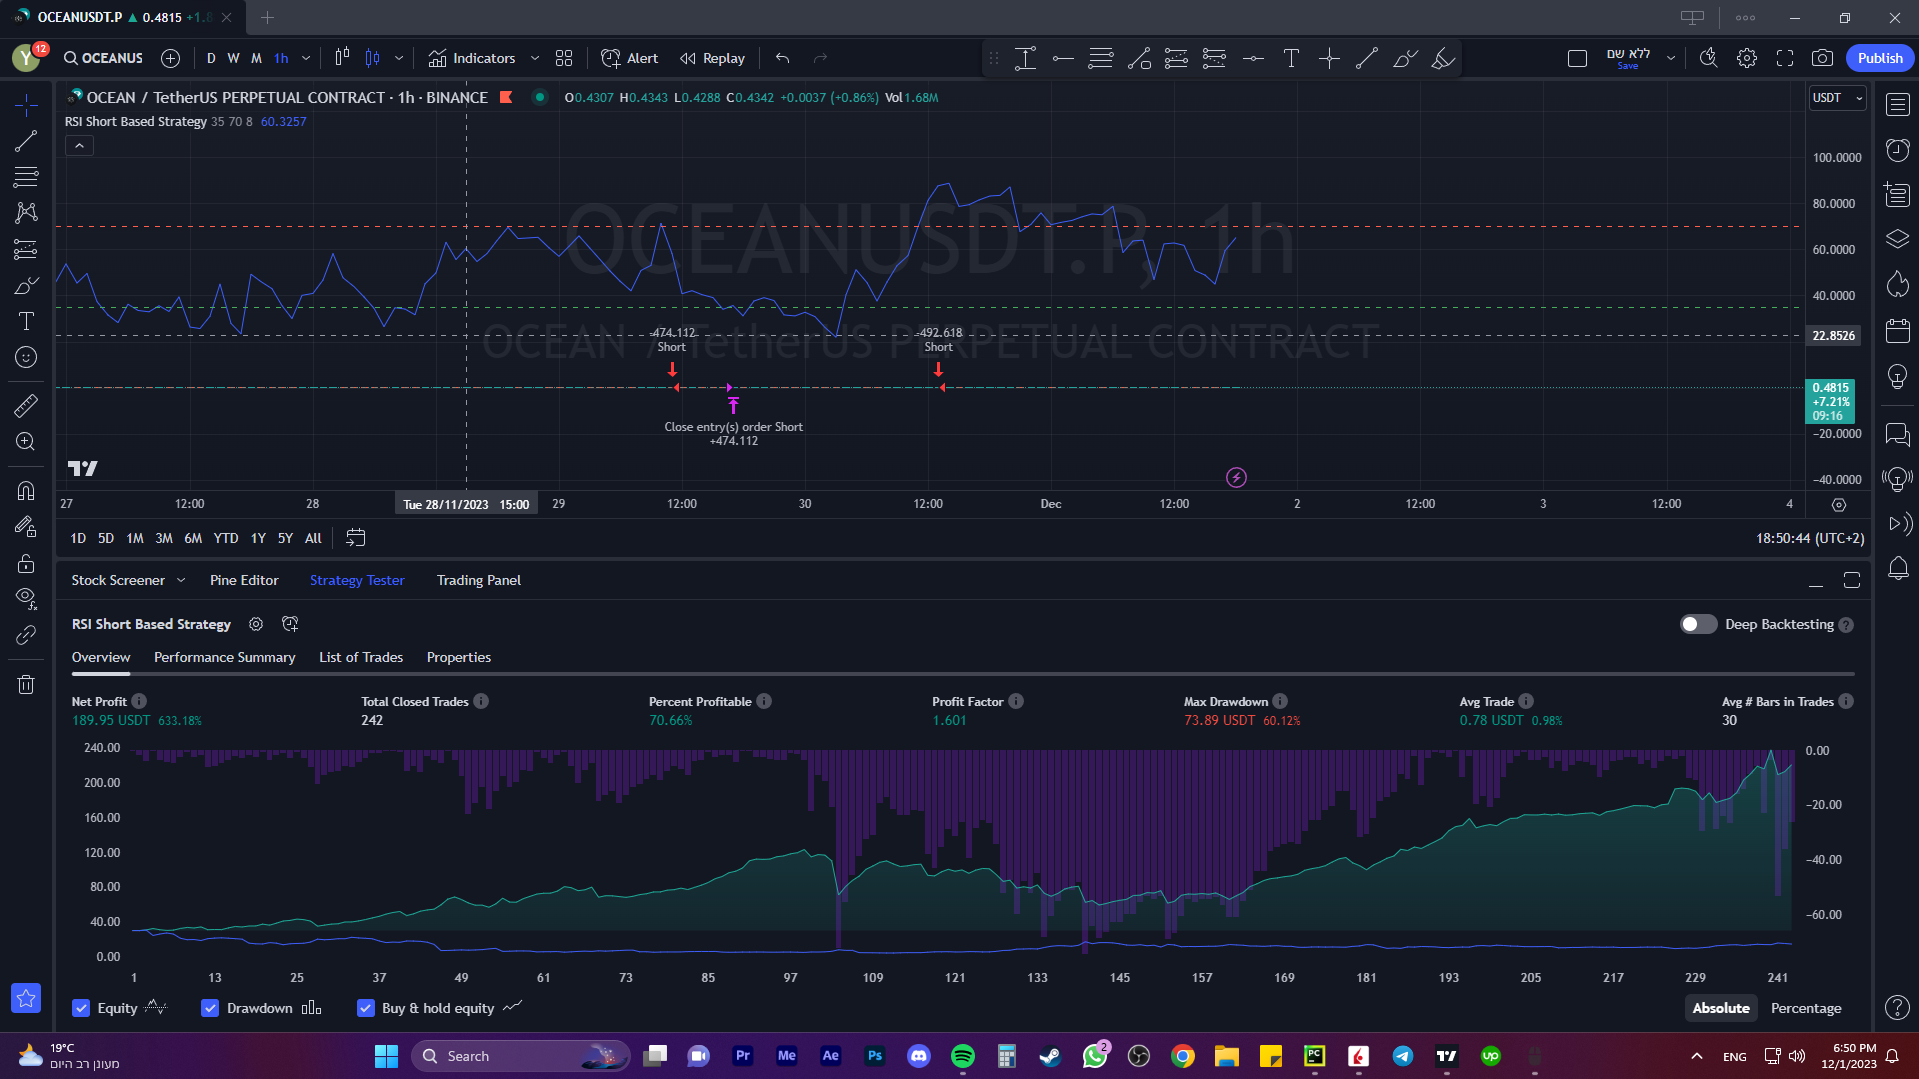 OCEANUSDT.P ▲ 0.4815 +1.8
Y 12 OCEANUS D W M 1h Indicators Alert Replay ללא שם Save Publish
OCEAN / TetherUS PERPETUAL CONTRACT · 1h · BINANCE O0.4307 H0.4343 L0.4288 C0.4342 +0.0037 (+0.86%) Vol1.68M USDT
RSI Short Based Strategy 35 70 8 60.3257
OCEANUSDT.P, 1h
OCEAN / TetherUS PERPETUAL CONTRACT
100.0000
80.0000
60.0000
40.0000
22.8526
0.4815
+7.21%
09:16
−20.0000
−40.0000
-474.112
Short
-492.618
Short
Close entry(s) order Short
+474.112
27 12:00 28 Tue 28/11/2023 15:00 29 12:00 30 12:00 Dec 12:00 2 12:00 3 12:00 4
1D 5D 1M 3M 6M YTD 1Y 5Y All 18:50:44 (UTC+2)
Stock Screener Pine Editor Strategy Tester Trading Panel
RSI Short Based Strategy Deep Backtesting
Overview Performance Summary List of Trades Properties
Net Profit Total Closed Trades Percent Profitable Profit Factor Max Drawdown Avg Trade Avg # Bars in Trades
189.95 USDT 633.18% 242 70.66% 1.601 73.89 USDT 60.12% 0.78 USDT 0.98% 30
240.00
200.00
160.00
120.00
80.00
40.00
0.00
0.00
−20.00
−40.00
−60.00
1 13 25 37 49 61 73 85 97 109 121 133 145 157 169 181 193 205 217 229 241
Equity Drawdown Buy & hold equity Absolute Percentage
19°C
מעונן רב היום
Search Pr Me Ae Ps 2 PC up ENG
6:50 PM
12/1/2023